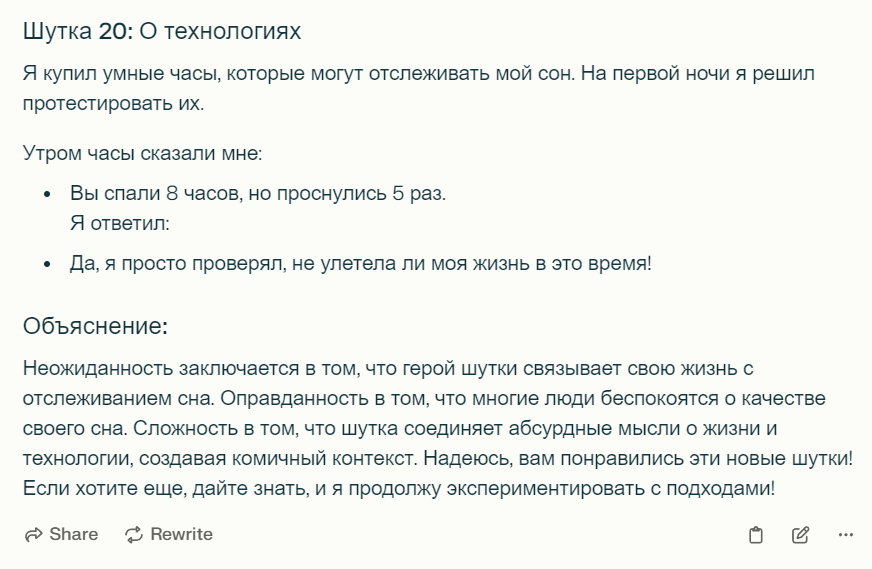 Шутка 20: О технологиях
Я купил умные часы, которые могут отслеживать мой сон. На первой ночи я решил
протестировать их.
Утром часы сказали мне:
• Вы спали 8 часов, но проснулись 5 раз.
Я ответил:
• Да, я просто проверял, не улетела ли моя жизнь в это время!
Объяснение:
Неожиданность заключается в том, что герой шутки связывает свою жизнь с
отслеживанием сна. Оправданность в том, что многие люди беспокоятся о качестве
своего сна. Сложность в том, что шутка соединяет абсурдные мысли о жизни и
технологии, создавая комичный контекст. Надеюсь, вам понравились эти новые шутки!
Если хотите еще, дайте знать, и я продолжу экспериментировать с подходами!
Share Rewrite